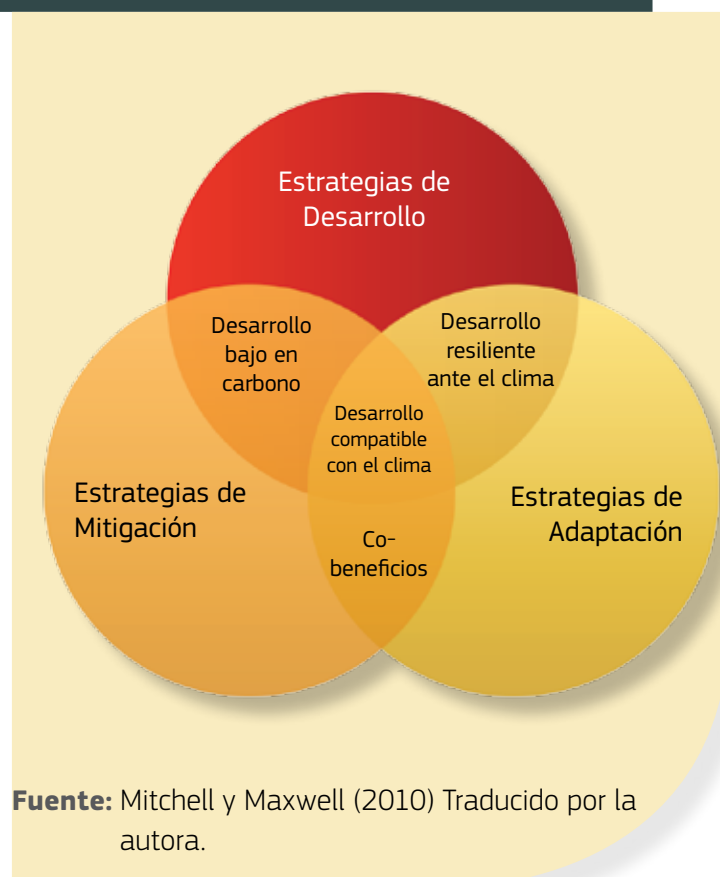 Estrategias de
Desarrollo
Desarrollo
bajo en
carbono
Desarrollo
resiliente
ante el clima
Desarrollo
compatible
con el clima
Estrategias de
Mitigación
Estrategias de
Adaptación
Co-
beneficios
Fuente: Mitchell y Maxwell (2010) Traducido por la
autora.